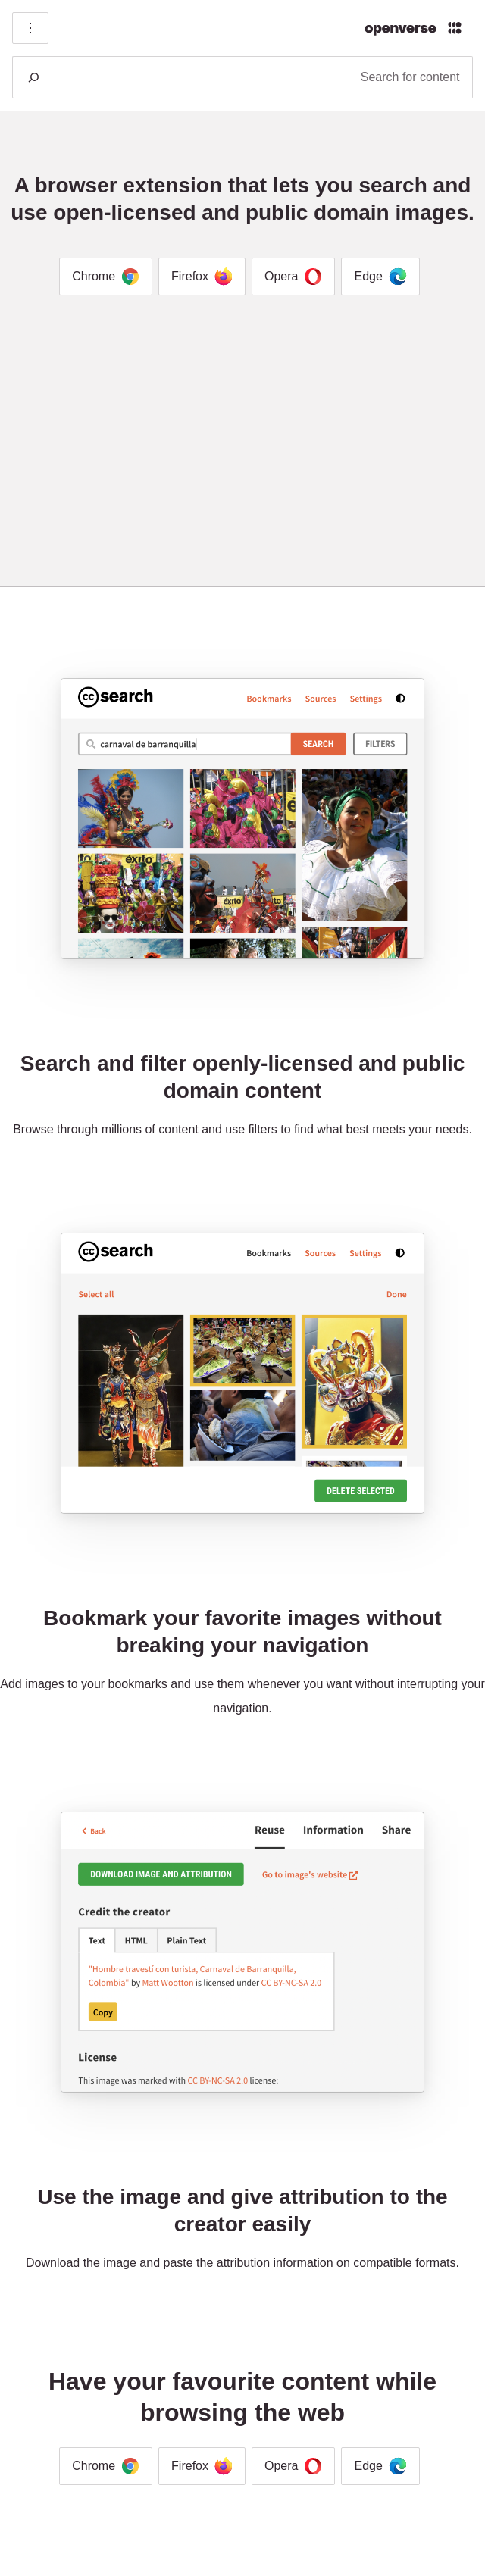 openverse
Search for content
A browser extension that lets you search and
use open-licensed and public domain images.
Chrome Firefox Opera Edge
cc search Bookmarks Sources Settings
carnaval de barranquilla SEARCH FILTERS
éxito
éxito
Search and filter openly-licensed and public
domain content
Browse through millions of content and use filters to find what best meets your needs.
cc search Bookmarks Sources Settings
Select all Done
DELETE SELECTED
Bookmark your favorite images without
breaking your navigation
Add images to your bookmarks and use them whenever you want without interrupting your
navigation.
Back Reuse Information Share
DOWNLOAD IMAGE AND ATTRIBUTION Go to image's website
Credit the creator
Text HTML Plain Text
"Hombre travestí con turista, Carnaval de Barranquilla,
Colombia" by Matt Wootton is licensed under CC BY-NC-SA 2.0
Copy
License
This image was marked with CC BY-NC-SA 2.0 license:
Use the image and give attribution to the
creator easily
Download the image and paste the attribution information on compatible formats.
Have your favourite content while
browsing the web
Chrome Firefox Opera Edge